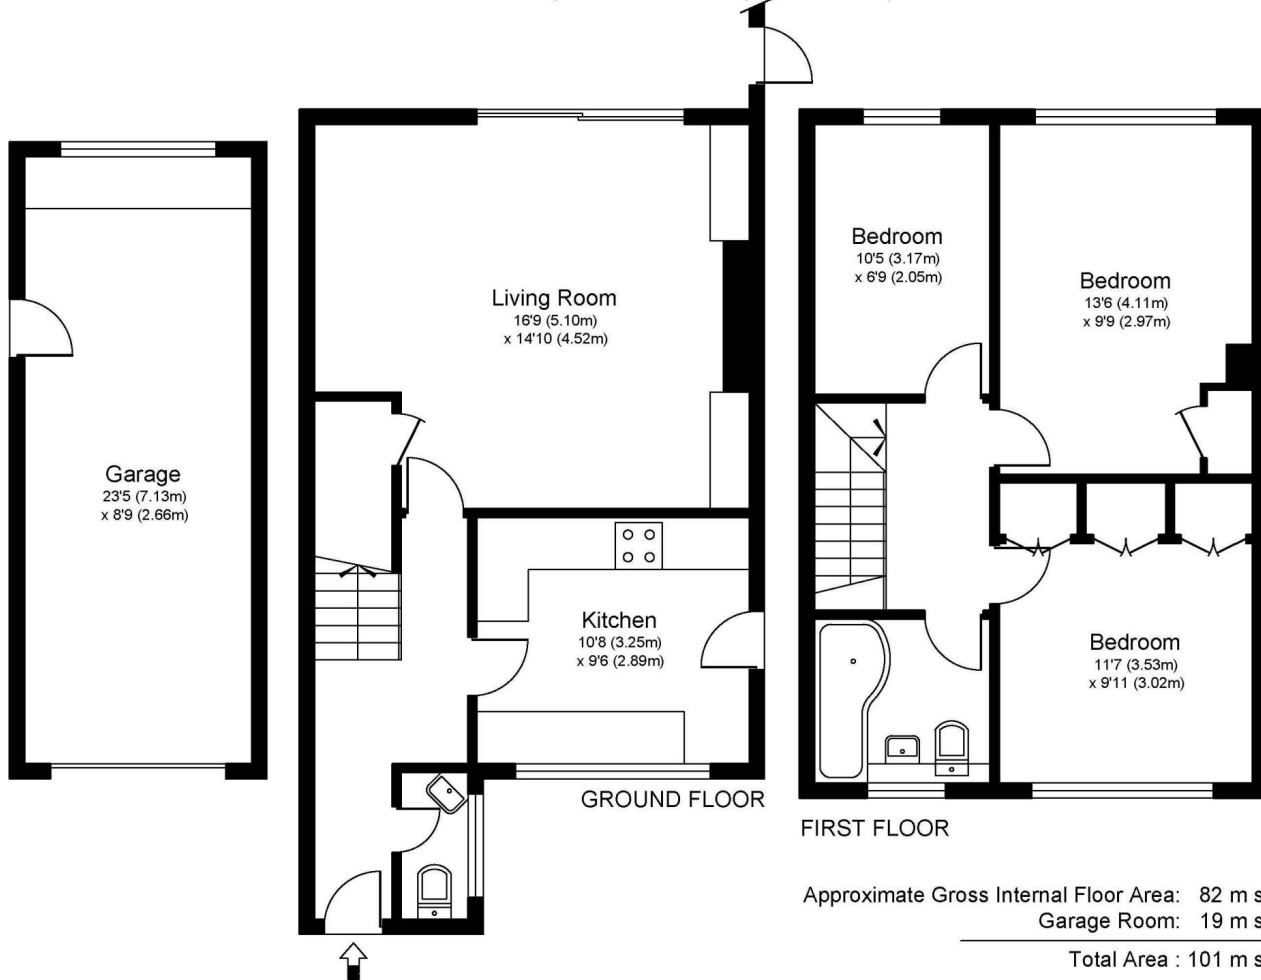 Garage
23'5 (7.13m)
x 8'9 (2.66m)
Living Room
16'9 (5.10m)
x 14'10 (4.52m)
Kitchen
10'8 (3.25m)
x 9'6 (2.89m)
GROUND FLOOR
Bedroom
10'5 (3.17m)
x 6'9 (2.05m)
Bedroom
13'6 (4.11m)
x 9'9 (2.97m)
Bedroom
11'7 (3.53m)
x 9'11 (3.02m)
FIRST FLOOR
Approximate Gross Internal Floor Area: 82 m s
Garage Room: 19 m s
Total Area : 101 m s